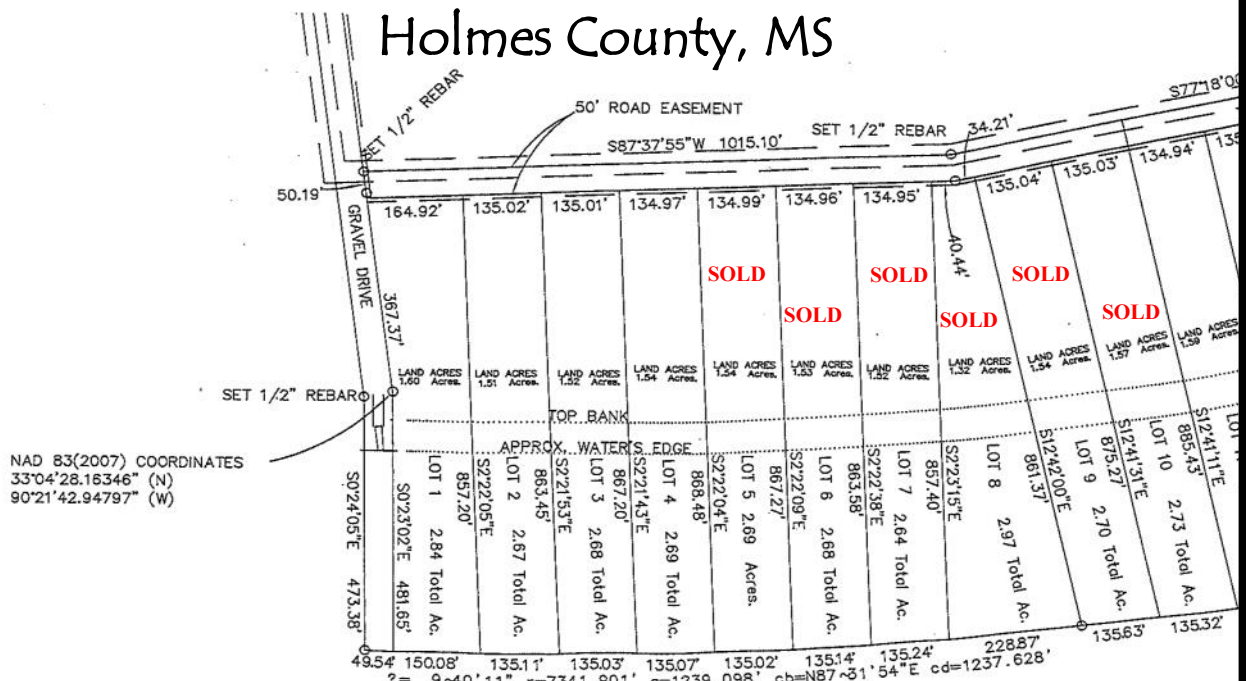 Holmes County, MS
SET 1/2" REBAR
50' ROAD EASEMENT
S87°37'55"W 1015.10'
SET 1/2" REBAR
34.21'
S77°18'00
50.19'
164.92'
135.02'
135.01'
134.97'
134.99'
134.96'
134.95'
135.04'
135.03'
134.94'
135
GRAVEL DRIVE
367.37'
40.44'
SOLD
SOLD
SOLD
SOLD
SOLD
SOLD
LAND ACRES
1.60 Acres.
LAND ACRES
1.51 Acres.
LAND ACRES
1.52 Acres.
LAND ACRES
1.54 Acres.
LAND ACRES
1.54 Acres.
LAND ACRES
1.53 Acres.
LAND ACRES
1.52 Acres.
LAND ACRES
1.32 Acres.
LAND ACRES
1.54 Acres.
LAND ACRES
1.57 Acres.
LAND ACRES
1.59 Acres.
SET 1/2" REBAR
TOP BANK
APPROX. WATER'S EDGE
NAD 83(2007) COORDINATES
33°04'28.16346" (N)
90°21'42.94797" (W)
S0°24'05"E 473.38'
S0°23'02"E 481.65'
LOT 1 2.84 Total Ac.
857.20'
S2°22'05"E
LOT 2 2.67 Total Ac.
863.45'
S2°21'53"E
LOT 3 2.68 Total Ac.
867.20'
S2°21'43"E
LOT 4 2.69 Total Ac.
868.48'
S2°22'04"E
LOT 5 2.69 Acres.
867.27'
S2°22'09"E
LOT 6 2.68 Total Ac.
863.58'
S2°22'38"E
LOT 7 2.64 Total Ac.
857.40'
S2°23'15"E
LOT 8 2.97 Total Ac.
861.37'
S12°42'00"E
LOT 9 2.70 Total Ac.
875.27'
S12°41'31"E
LOT 10 2.73 Total Ac.
885.43'
S12°41'11"E
LOT
49.54'
150.08'
135.11'
135.03'
135.07'
135.02'
135.14'
135.24'
228.87'
135.63'
135.32'
9~40'11" r=7341.901' a=1239.098' cb=N87~31'54"E cd=1237.628'